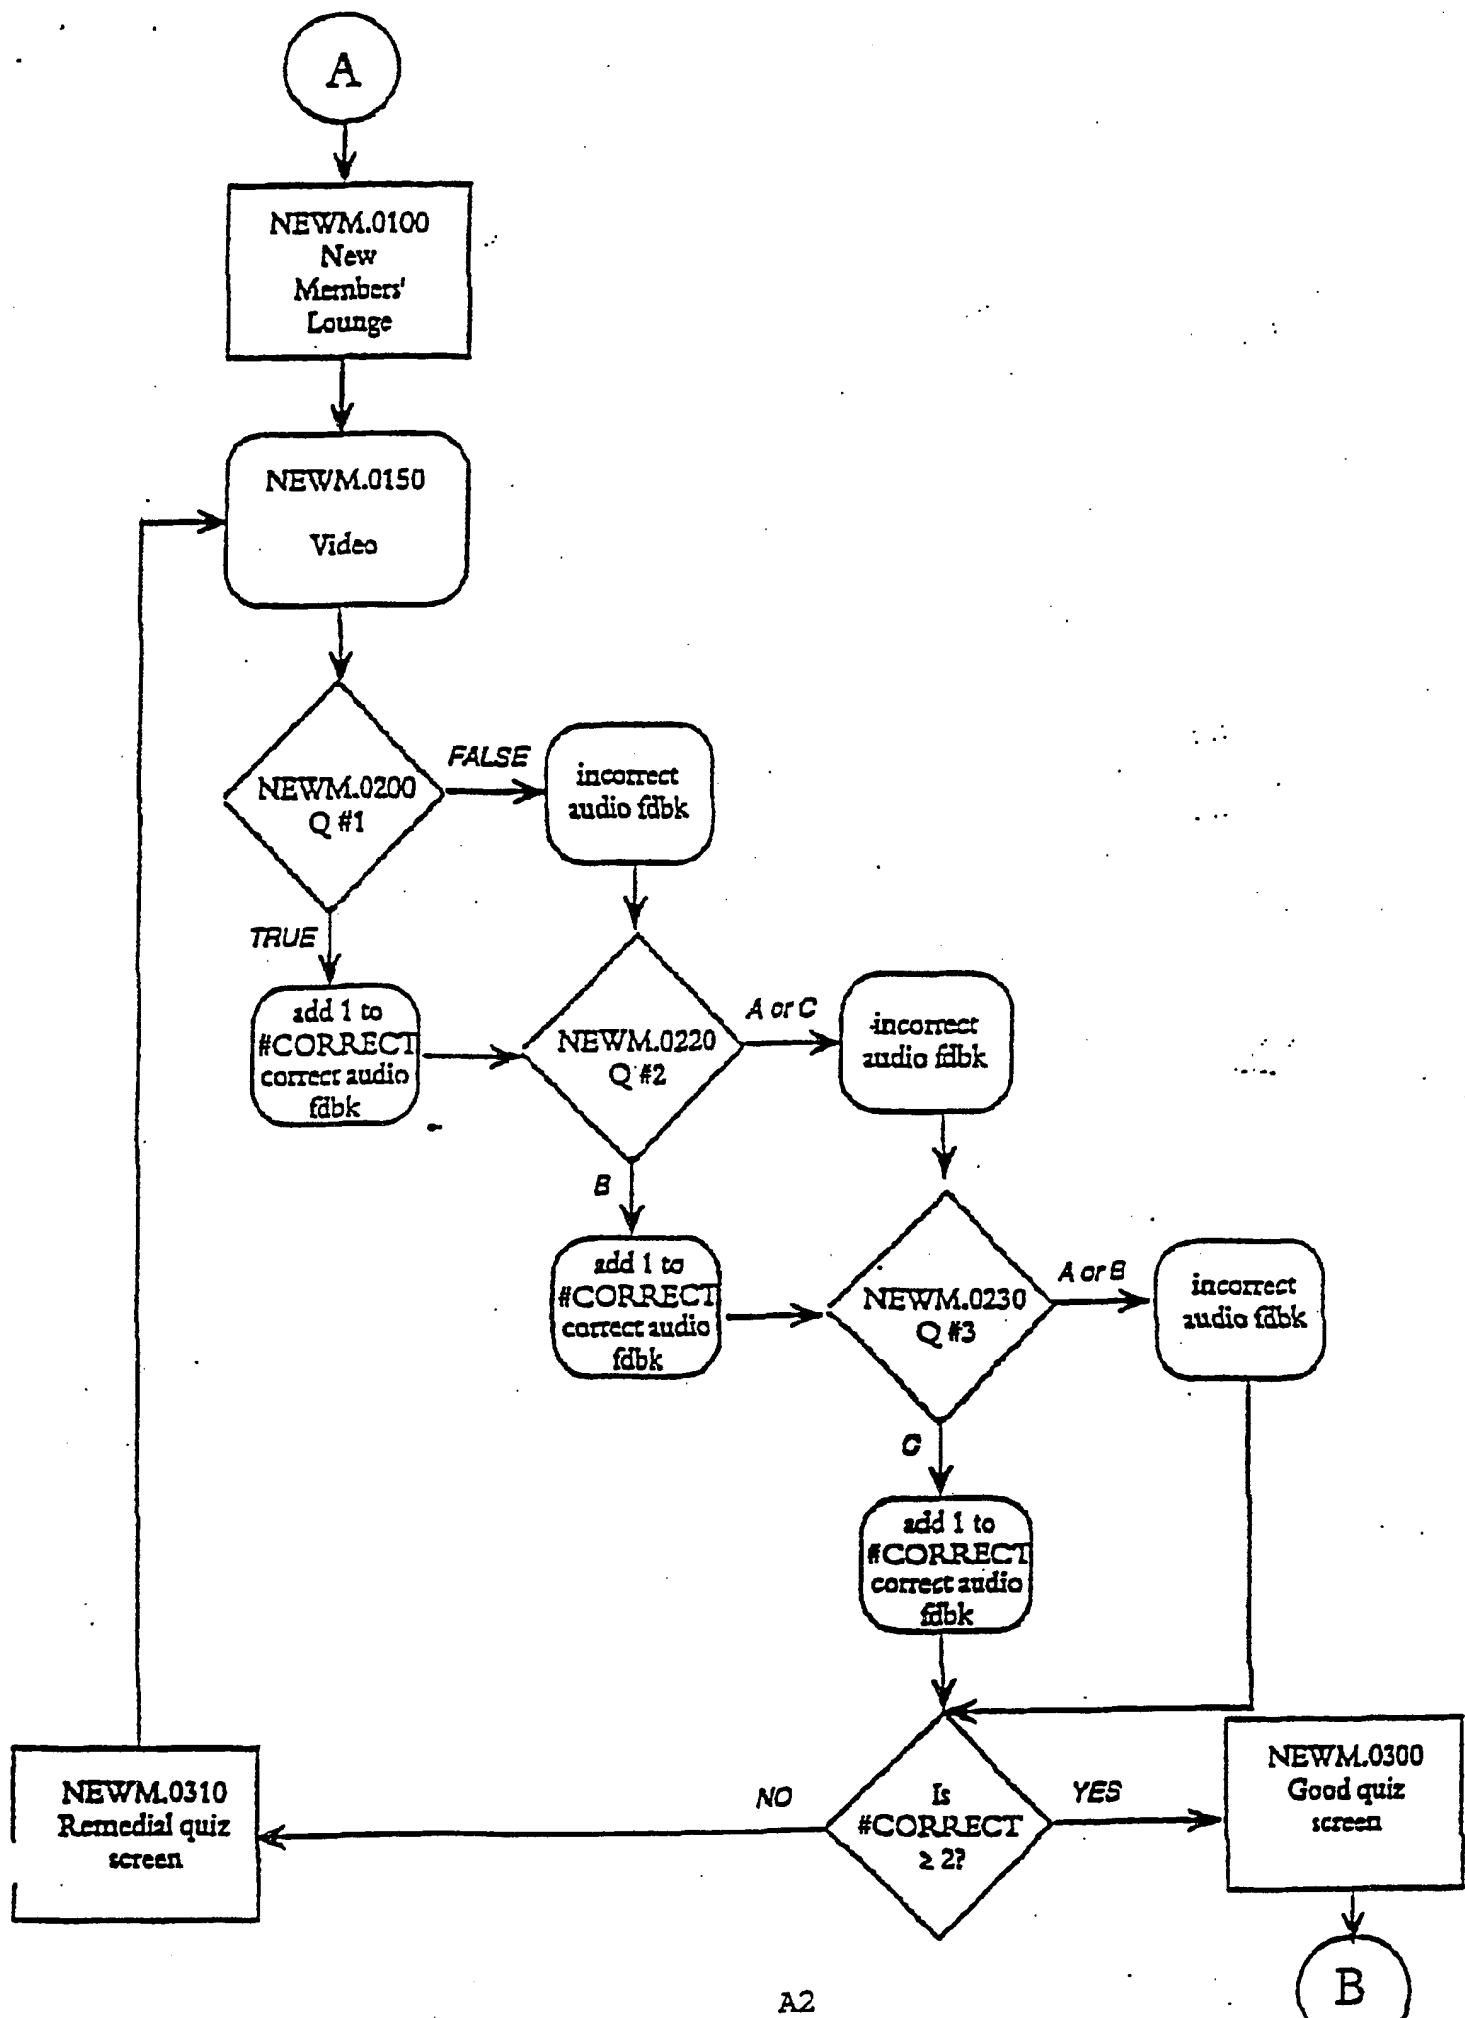 A
NEWM.0100
New
Members'
Lounge
NEWM.0150
Video
NEWM.0200
Q #1
FALSE
incorrect
audio fdbk
TRUE
add 1 to
#CORRECT
correct audio
fdbk
NEWM.0220
Q #2
A or C
incorrect
audio fdbk
B
add 1 to
#CORRECT
correct audio
fdbk
NEWM.0230
Q #3
A or B
incorrect
audio fdbk
C
add 1 to
#CORRECT
correct audio
fdbk
Is
#CORRECT
≥ 2?
NO
YES
NEWM.0310
Remedial quiz
screen
NEWM.0300
Good quiz
screen
B
A2